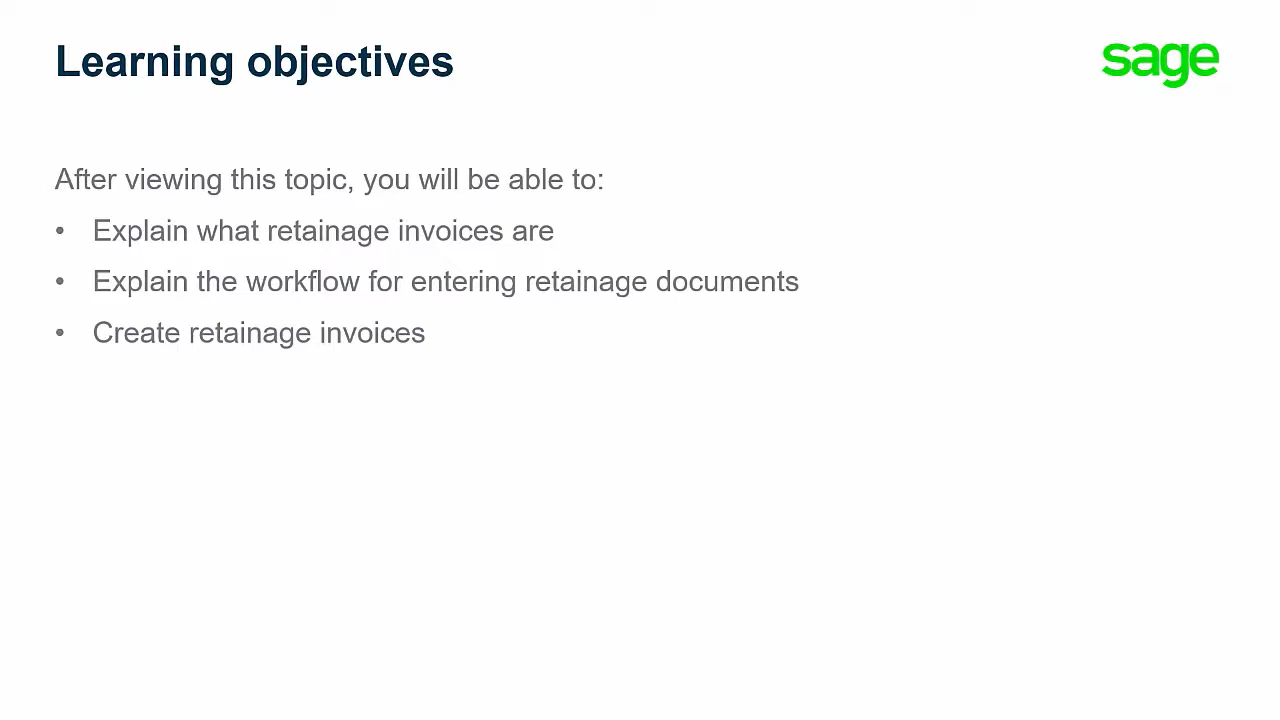 Learning objectives
sage
After viewing this topic, you will be able to:
• Explain what retainage invoices are
• Explain the workflow for entering retainage documents
• Create retainage invoices